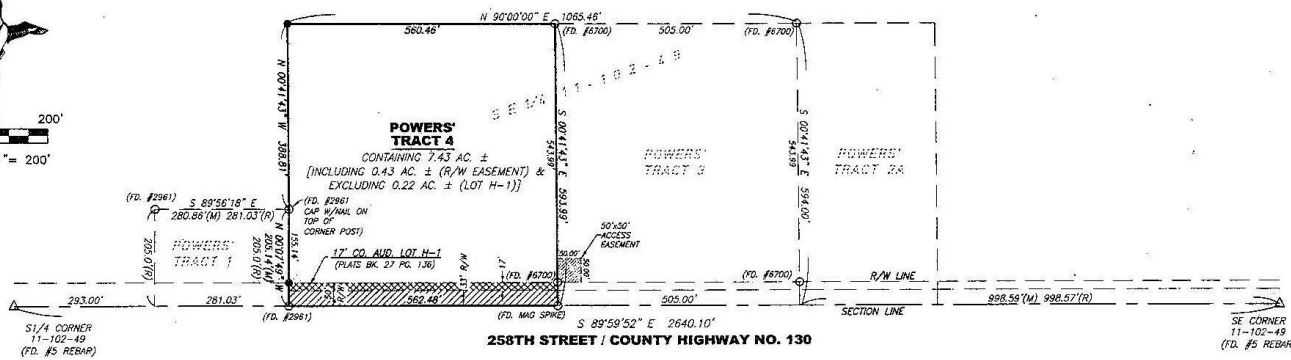 N 90°00'00" E 1065.46'
560.46'
(FD. #6700)
505.00'
(FD. #6700)
200'
"= 200'
S E 1/4 11-102-49
N 00°41'43" W 388.81'
POWERS'
TRACT 4
CONTAINING 7.43 AC. ±
[INCLUDING 0.43 AC. ± (R/W EASEMENT) &
EXCLUDING 0.22 AC. ± (LOT H-1)]
S 00°41'43" E 593.99'
543.99'
POWERS'
TRACT 3
S 00°41'43" E 594.00'
543.99'
POWERS'
TRACT 2A
(FD. #2961)
S 89°56'18" E
280.86'(M) 281.03'(R)
(FD. #2961
CAP W/NAIL ON
TOP OF
CORNER POST)
205.0'(R)
POWERS'
TRACT 1
N 00°07'49" W
205.14'(M)
205.0'(R)
155.14'
17' CO. AUD. LOT H-1
(PLATS BK. 27 PG. 136)
33' R/W
17'
50'x50'
ACCESS
EASEMENT
50.00'
50.00'
(FD. #6700)
(FD. #6700)
R/W LINE
293.00'
281.03'
R/W
562.48'
505.00'
998.59'(M) 998.57'(R)
(FD. #2961)
(FD. MAG SPIKE)
SECTION LINE
S1/4 CORNER
11-102-49
(FD. #5 REBAR)
S 89°59'52" E 2640.10'
258TH STREET / COUNTY HIGHWAY NO. 130
SE CORNER
11-102-49
(FD. #5 REBAR